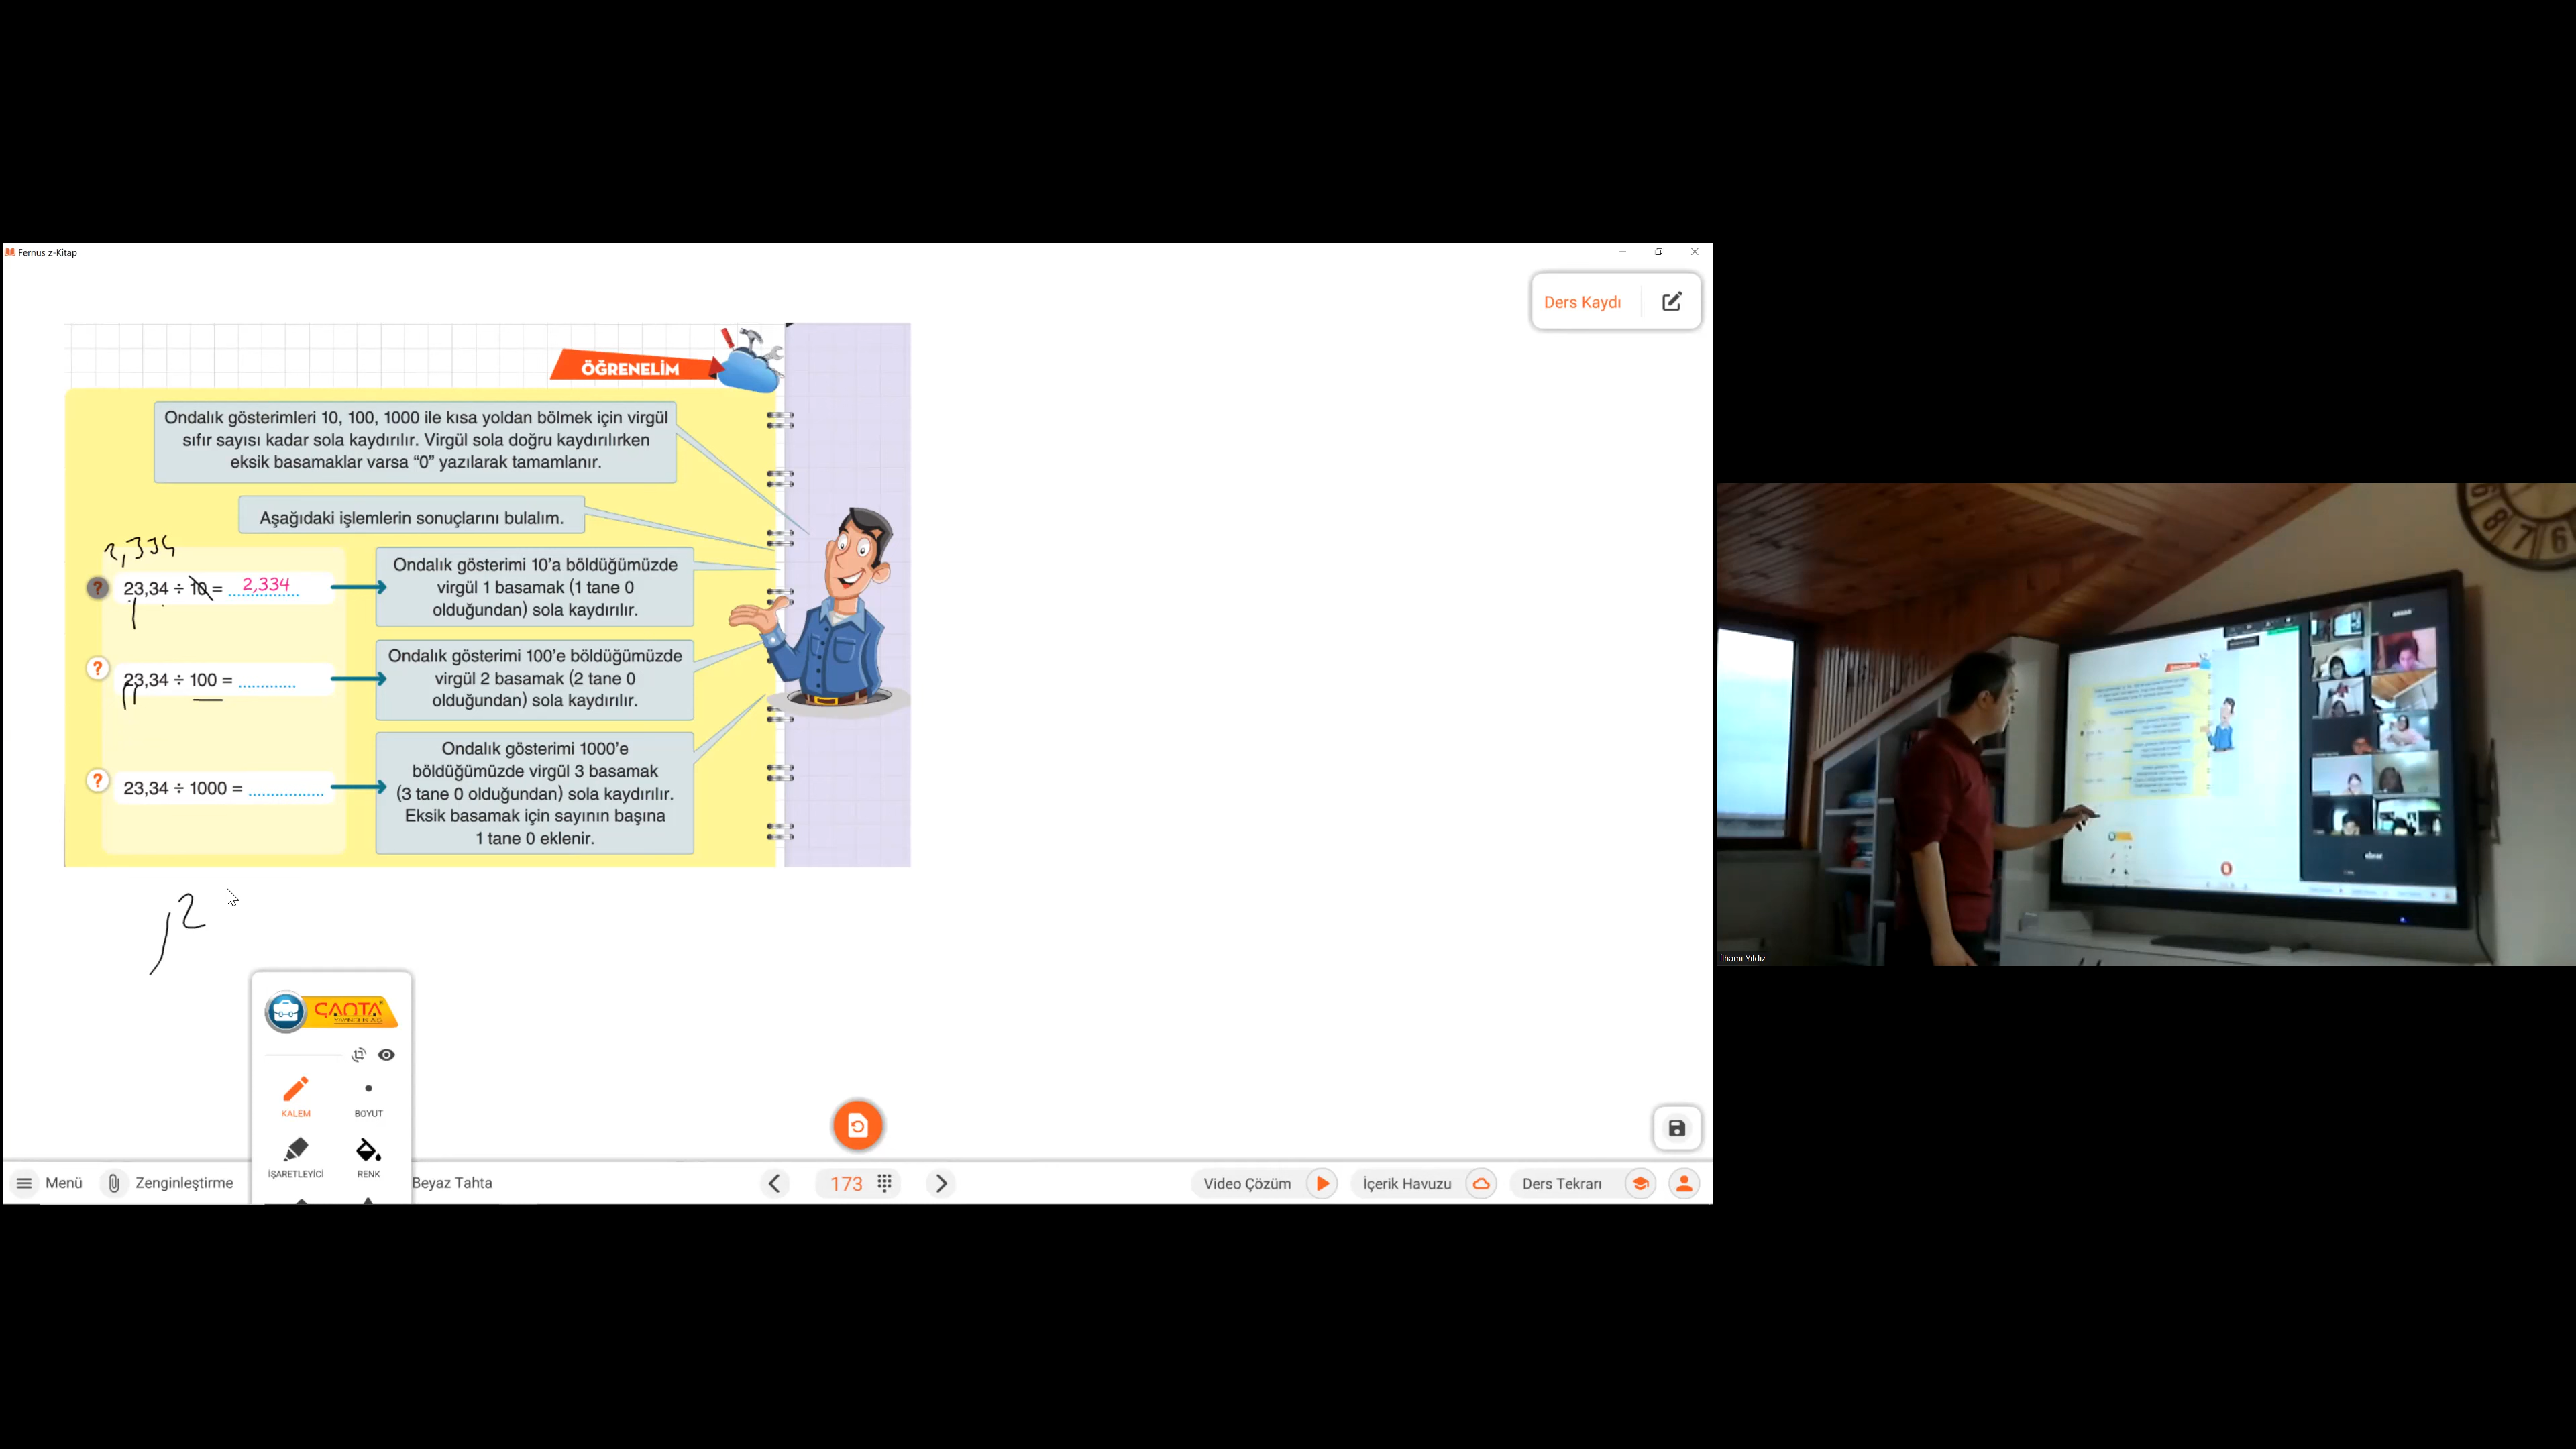 Fernus z-Kitap
Ders Kaydı
ÖĞRENELİM
Ondalık gösterimleri 10, 100, 1000 ile kısa yoldan bölmek için virgül
sıfır sayısı kadar sola kaydırılır. Virgül sola doğru kaydırılırken
eksik basamaklar varsa “0” yazılarak tamamlanır.
Aşağıdaki işlemlerin sonuçlarını bulalım.
2,334
? 23,34 ÷ 10 = 2,334
Ondalık gösterimi 10’a böldüğümüzde
virgül 1 basamak (1 tane 0
olduğundan) sola kaydırılır.
? 23,34 ÷ 100 = ............
Ondalık gösterimi 100’e böldüğümüzde
virgül 2 basamak (2 tane 0
olduğundan) sola kaydırılır.
? 23,34 ÷ 1000 = ................
Ondalık gösterimi 1000’e
böldüğümüzde virgül 3 basamak
(3 tane 0 olduğundan) sola kaydırılır.
Eksik basamak için sayının başına
1 tane 0 eklenir.
,2
ÇANTA
YAYINCILIK
KALEM
BOYUT
İŞARETLEYİCİ
RENK
Menü
Zenginleştirme
Beyaz Tahta
173
Video Çözüm
İçerik Havuzu
Ders Tekrarı
İlhami Yıldız
8 7 6